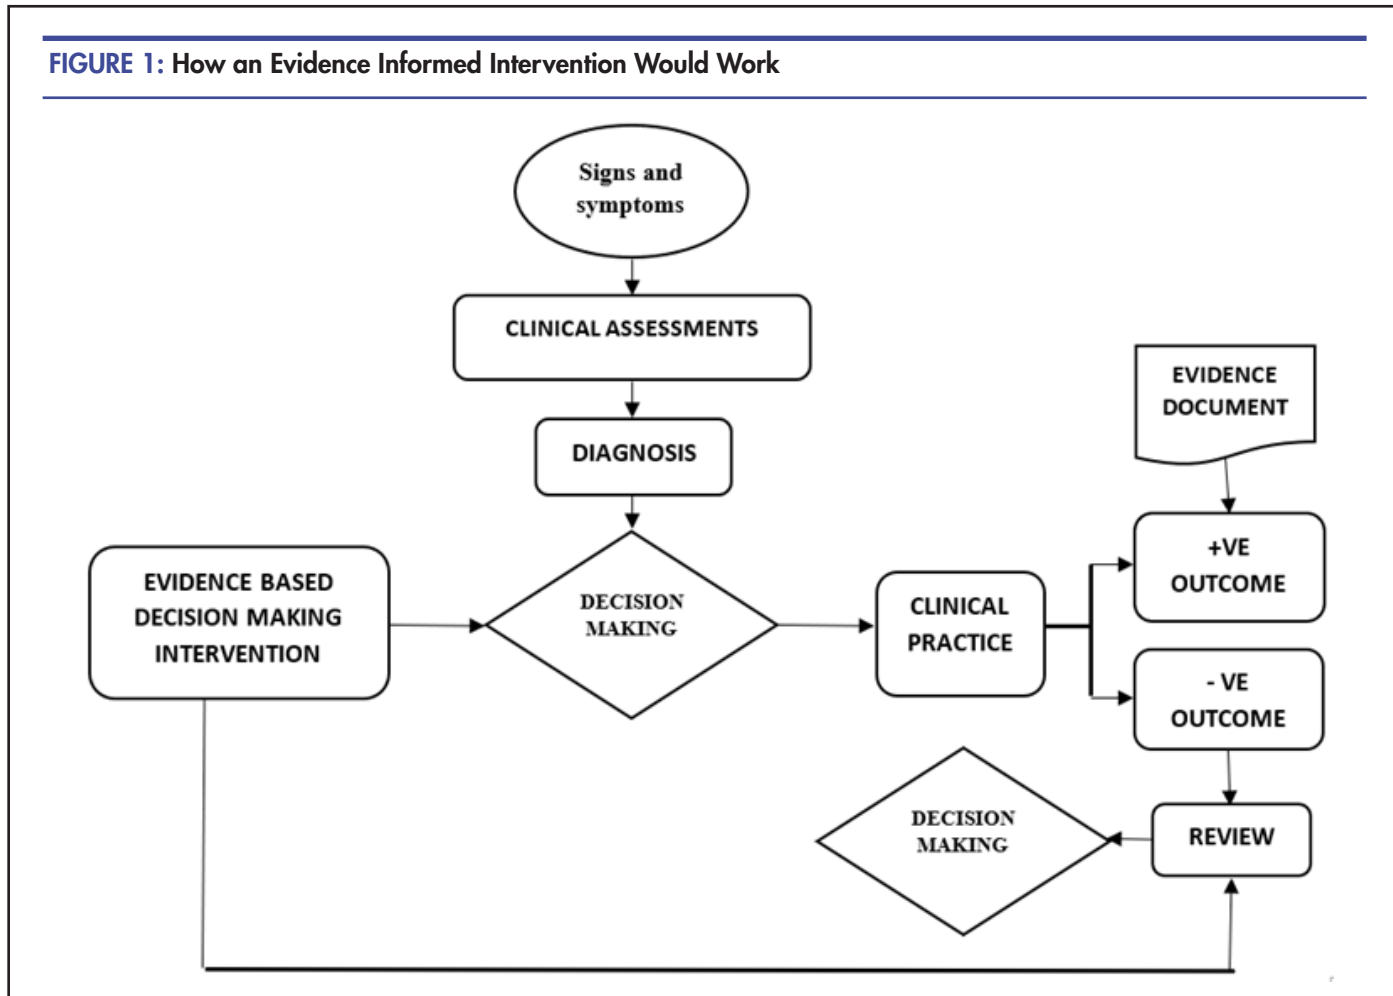 FIGURE 1: How an Evidence Informed Intervention Would Work
Signs and
symptoms
CLINICAL ASSESSMENTS
DIAGNOSIS
EVIDENCE
DOCUMENT
EVIDENCE BASED
DECISION MAKING
INTERVENTION
DECISION
MAKING
CLINICAL
PRACTICE
+VE
OUTCOME
- VE
OUTCOME
DECISION
MAKING
REVIEW